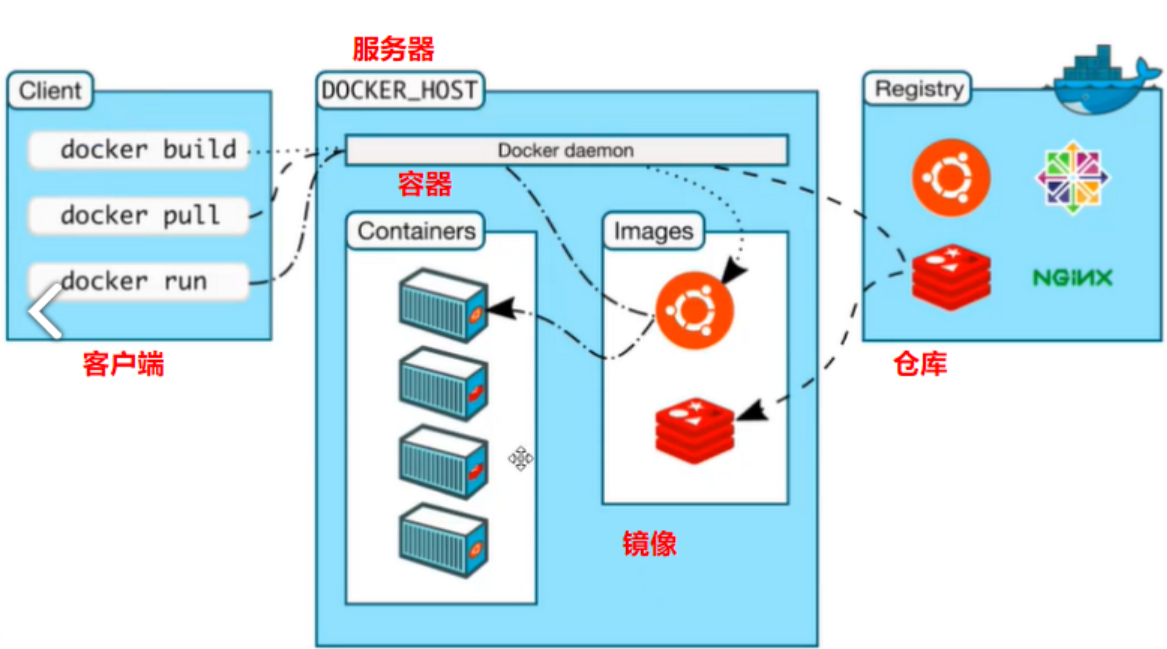 服务器
Client
DOCKER_HOST
Registry
docker build
Docker daemon
docker pull
容器
Containers
Images
docker run
NGINX
客户端
仓库
镜像